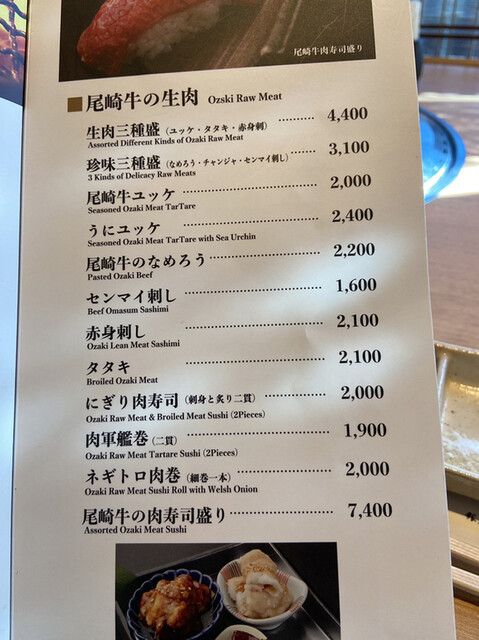 尾崎牛肉寿司盛り
■尾崎牛の生肉 Ozski Raw Meat
生肉三種盛（ユッケ・タタキ・赤身刺）………… 4,400
Assorted Different Kinds of Ozaki Raw Meat
珍味三種盛（なめろう・チャンジャ・センマイ刺し）………… 3,100
3 Kinds of Delicacy Raw Meats
尾崎牛ユッケ ………… 2,000
Seasoned Ozaki Meat TarTare
うにユッケ ………… 2,400
Seasoned Ozaki Meat TarTare with Sea Urchin
尾崎牛のなめろう ………… 2,200
Pasted Ozaki Beef
センマイ刺し ………… 1,600
Beef Omasum Sashimi
赤身刺し ………… 2,100
Ozaki Lean Meat Sashimi
タタキ ………… 2,100
Broiled Ozaki Meat
にぎり肉寿司（刺身と炙り二貫）………… 2,000
Ozaki Raw Meat & Broiled Meat Sushi (2Pieces)
肉軍艦巻（二貫）………… 1,900
Ozaki Raw Meat Tartare Sushi (2Pieces)
ネギトロ肉巻（細巻一本）………… 2,000
Ozaki Raw Meat Sushi Roll with Welsh Onion
尾崎牛の肉寿司盛り ………… 7,400
Assorted Ozaki Meat Sushi